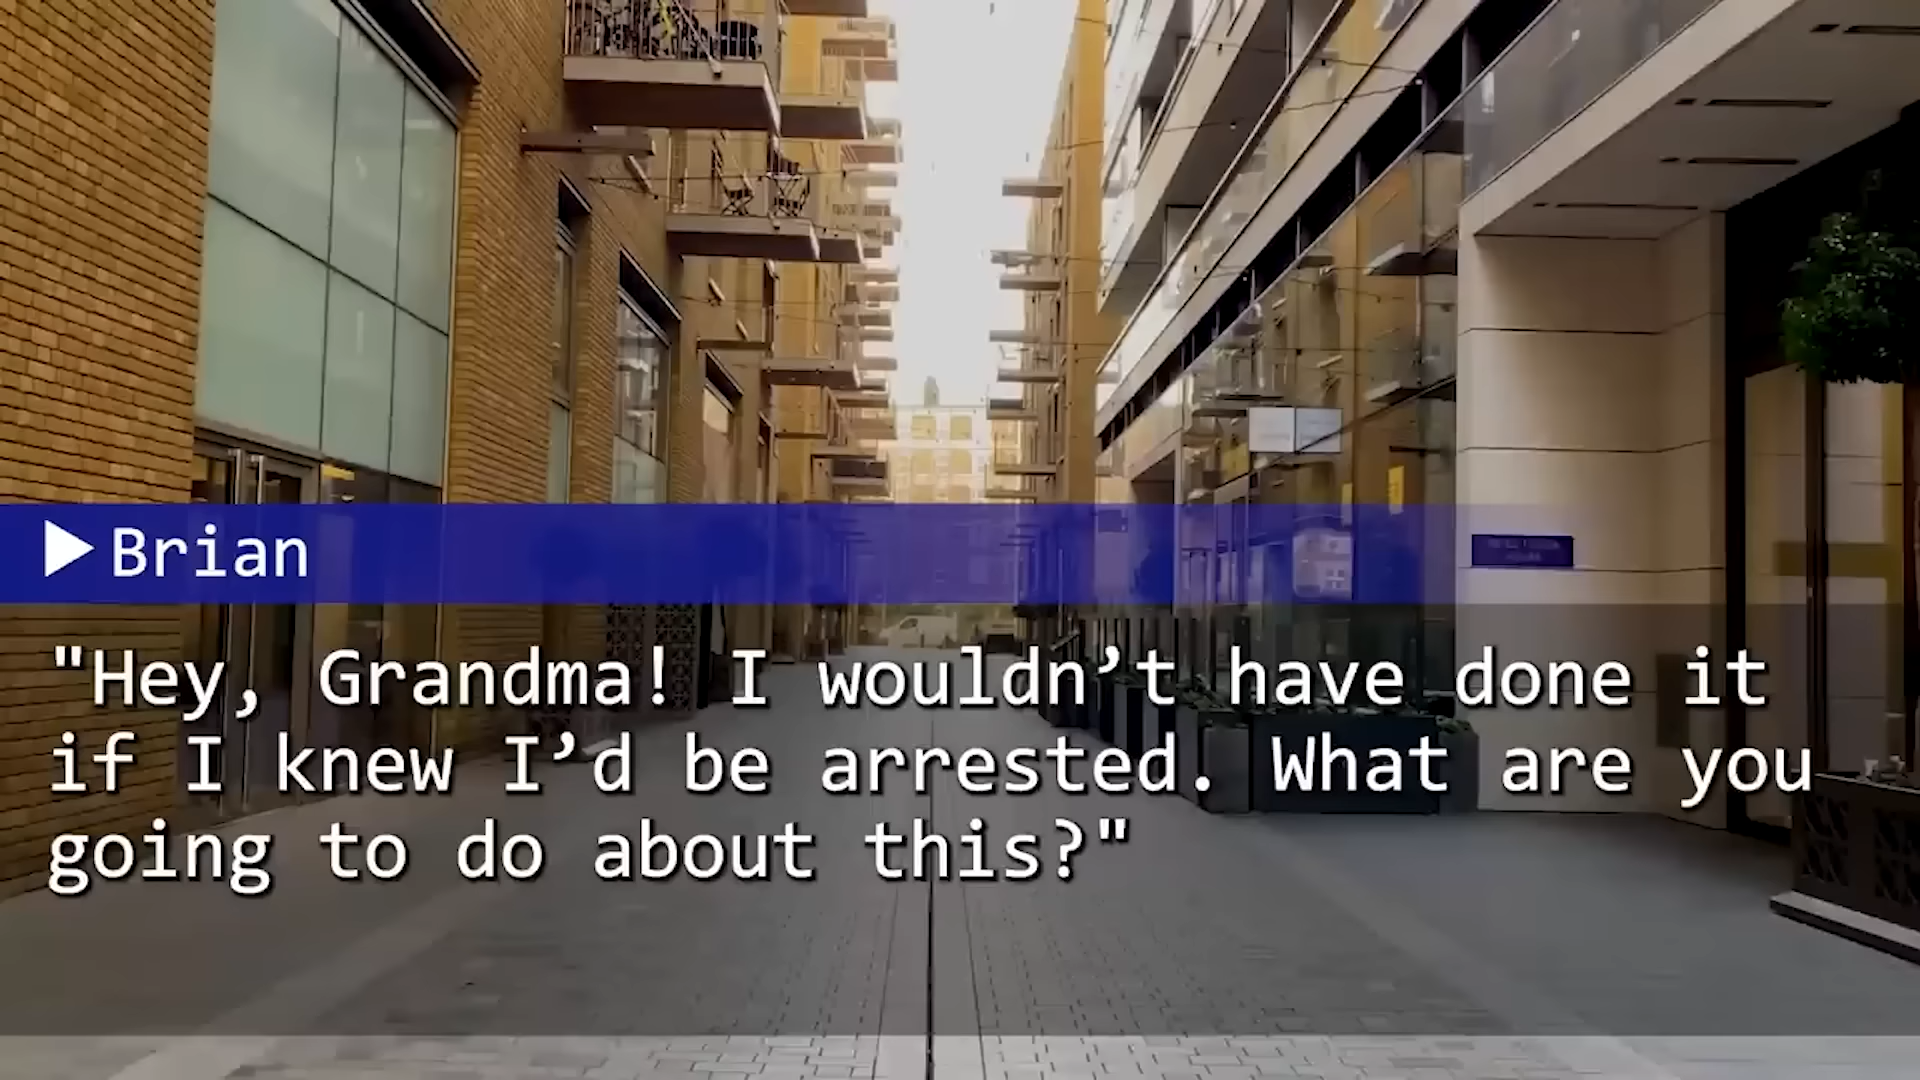 Brian
"Hey, Grandma! I wouldn’t have done it
if I knew I’d be arrested. What are you
going to do about this?"